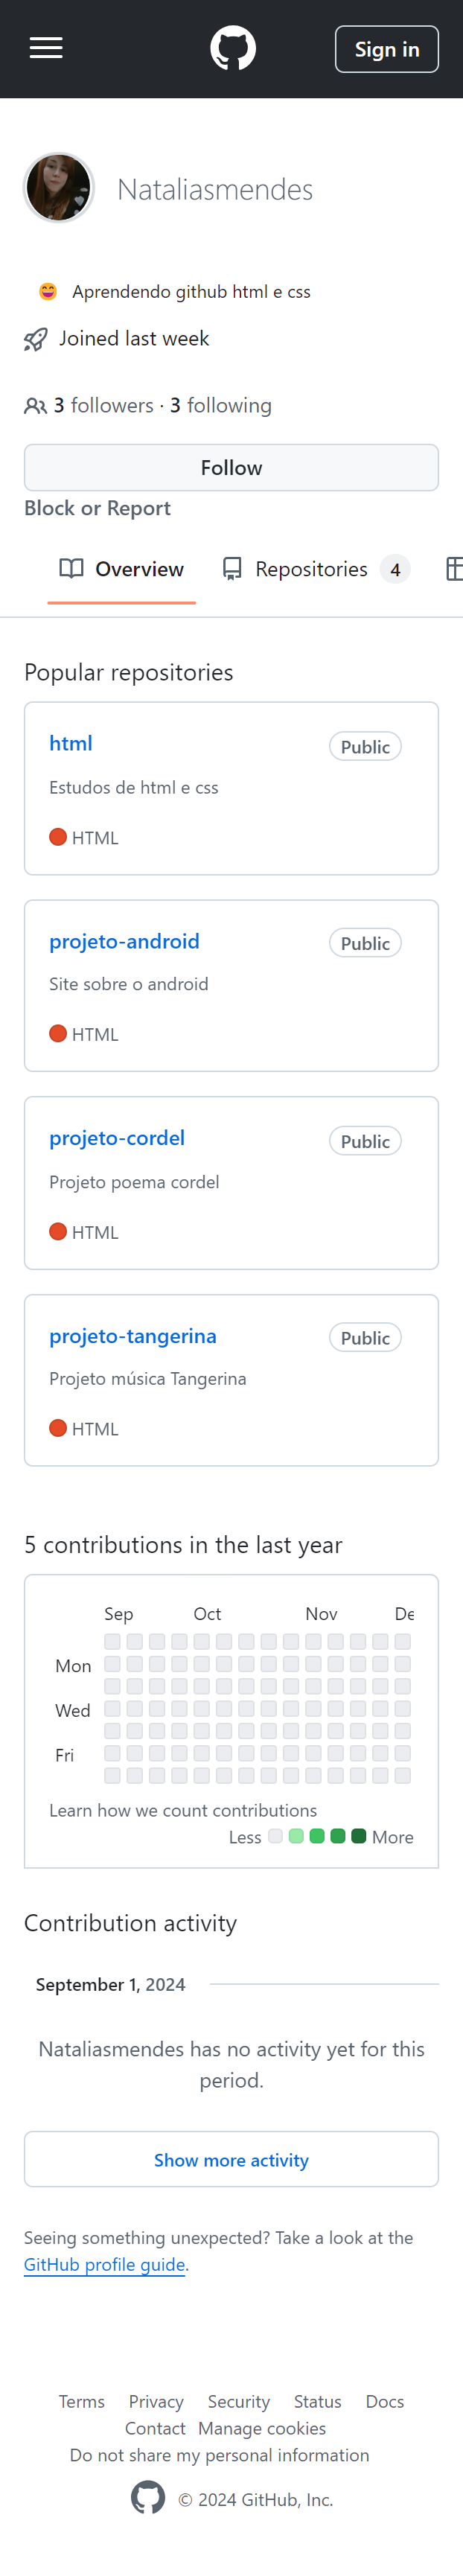 Sign in
Nataliasmendes
😄 Aprendendo github html e css
Joined last week
3 followers · 3 following
Follow
Block or Report
Overview Repositories 4
Popular repositories
html Public
Estudos de html e css
HTML
projeto-android Public
Site sobre o android
HTML
projeto-cordel Public
Projeto poema cordel
HTML
projeto-tangerina Public
Projeto música Tangerina
HTML
5 contributions in the last year
Sep Oct Nov De
Mon
Wed
Fri
Learn how we count contributions
Less More
Contribution activity
September 1, 2024
Nataliasmendes has no activity yet for this
period.
Show more activity
Seeing something unexpected? Take a look at the
GitHub profile guide.
Terms Privacy Security Status Docs
Contact Manage cookies
Do not share my personal information
© 2024 GitHub, Inc.